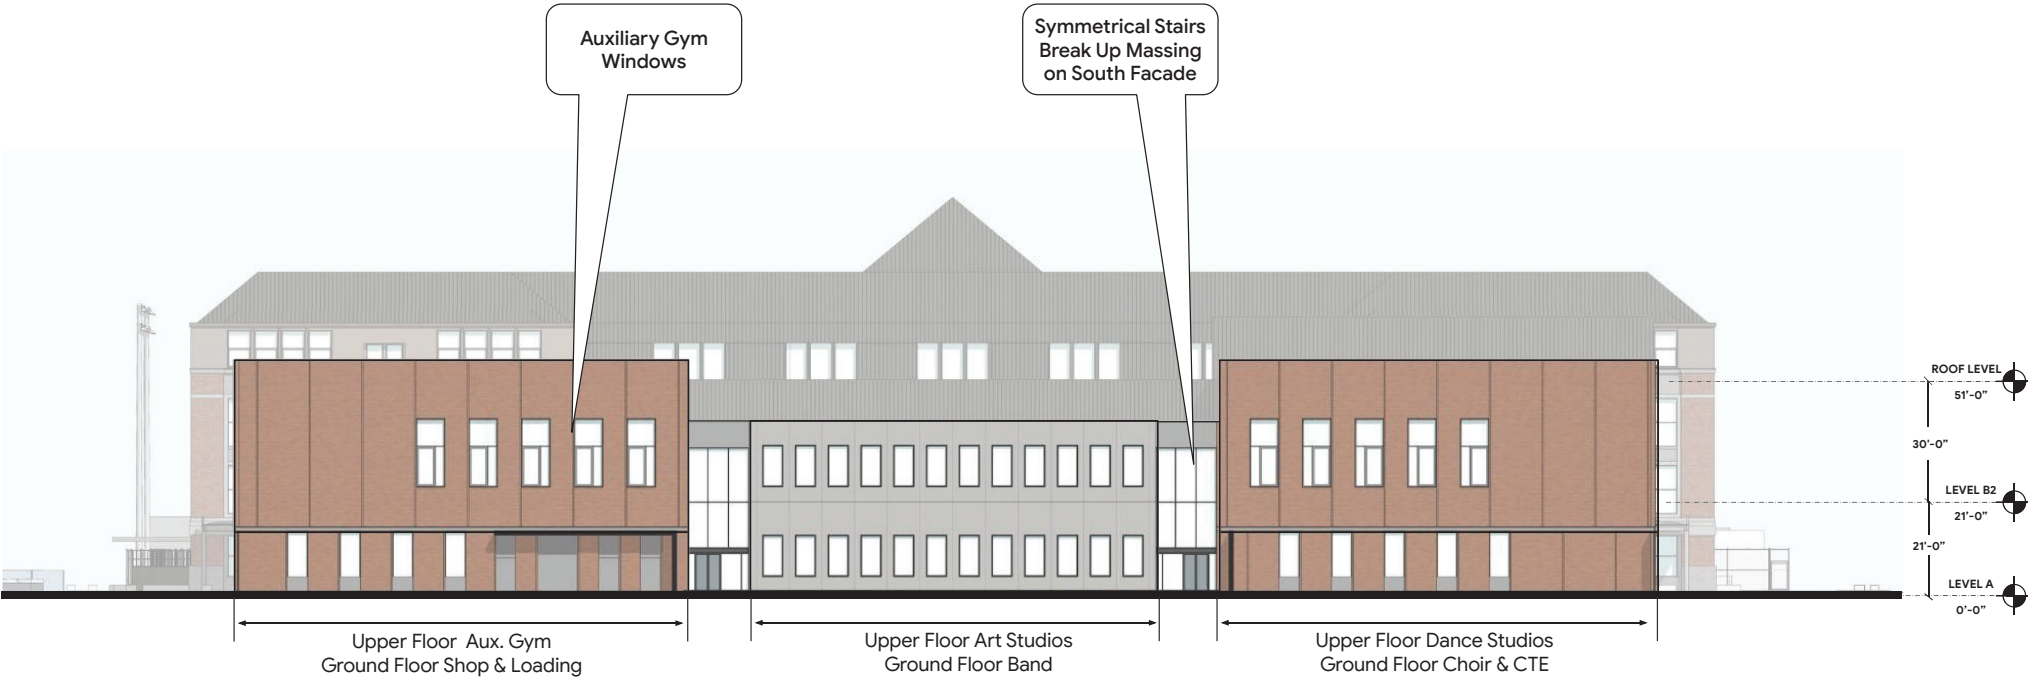 Auxiliary Gym
Windows
Symmetrical Stairs
Break Up Massing
on South Facade
ROOF LEVEL
51'-0"
30'-0"
LEVEL B2
21'-0"
21'-0"
LEVEL A
0'-0"
Upper Floor Aux. Gym
Ground Floor Shop & Loading
Upper Floor Art Studios
Ground Floor Band
Upper Floor Dance Studios
Ground Floor Choir & CTE